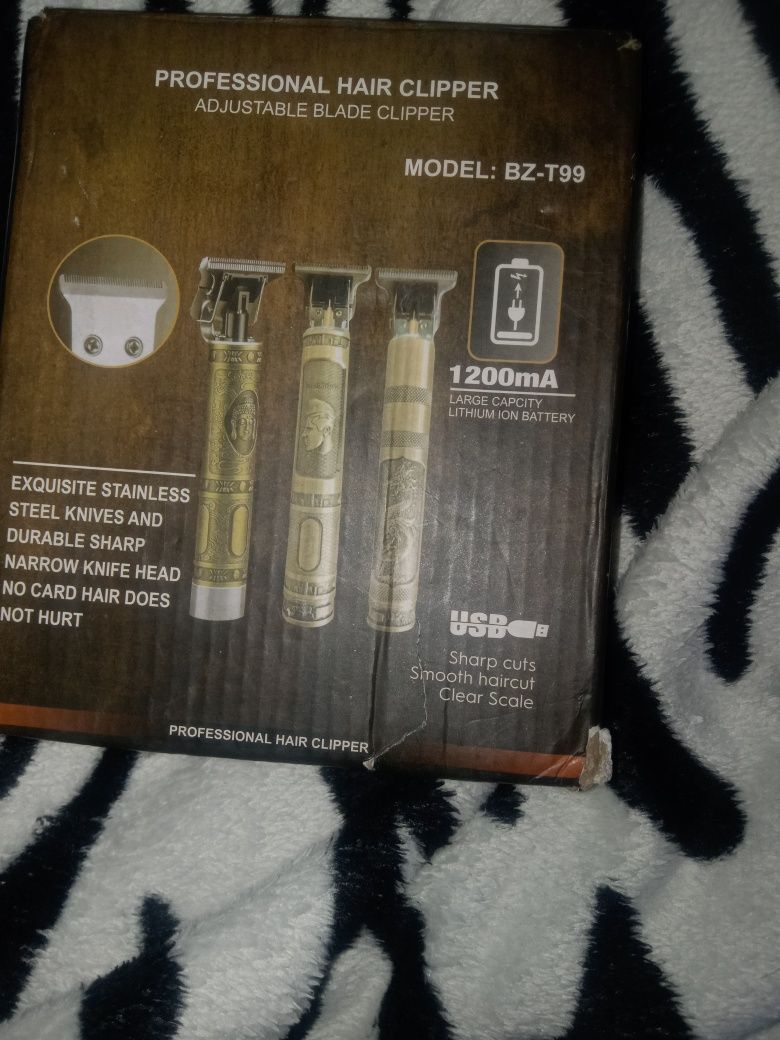 PROFESSIONAL HAIR CLIPPER
ADJUSTABLE BLADE CLIPPER
MODEL: BZ-T99
1200mA
LARGE CAPCITY
LITHIUM ION BATTERY
EXQUISITE STAINLESS
STEEL KNIVES AND
DURABLE SHARP
NARROW KNIFE HEAD
NO CARD HAIR DOES
NOT HURT
USB
Sharp cuts
Smooth haircut
Clear Scale
PROFESSIONAL HAIR CLIPPER